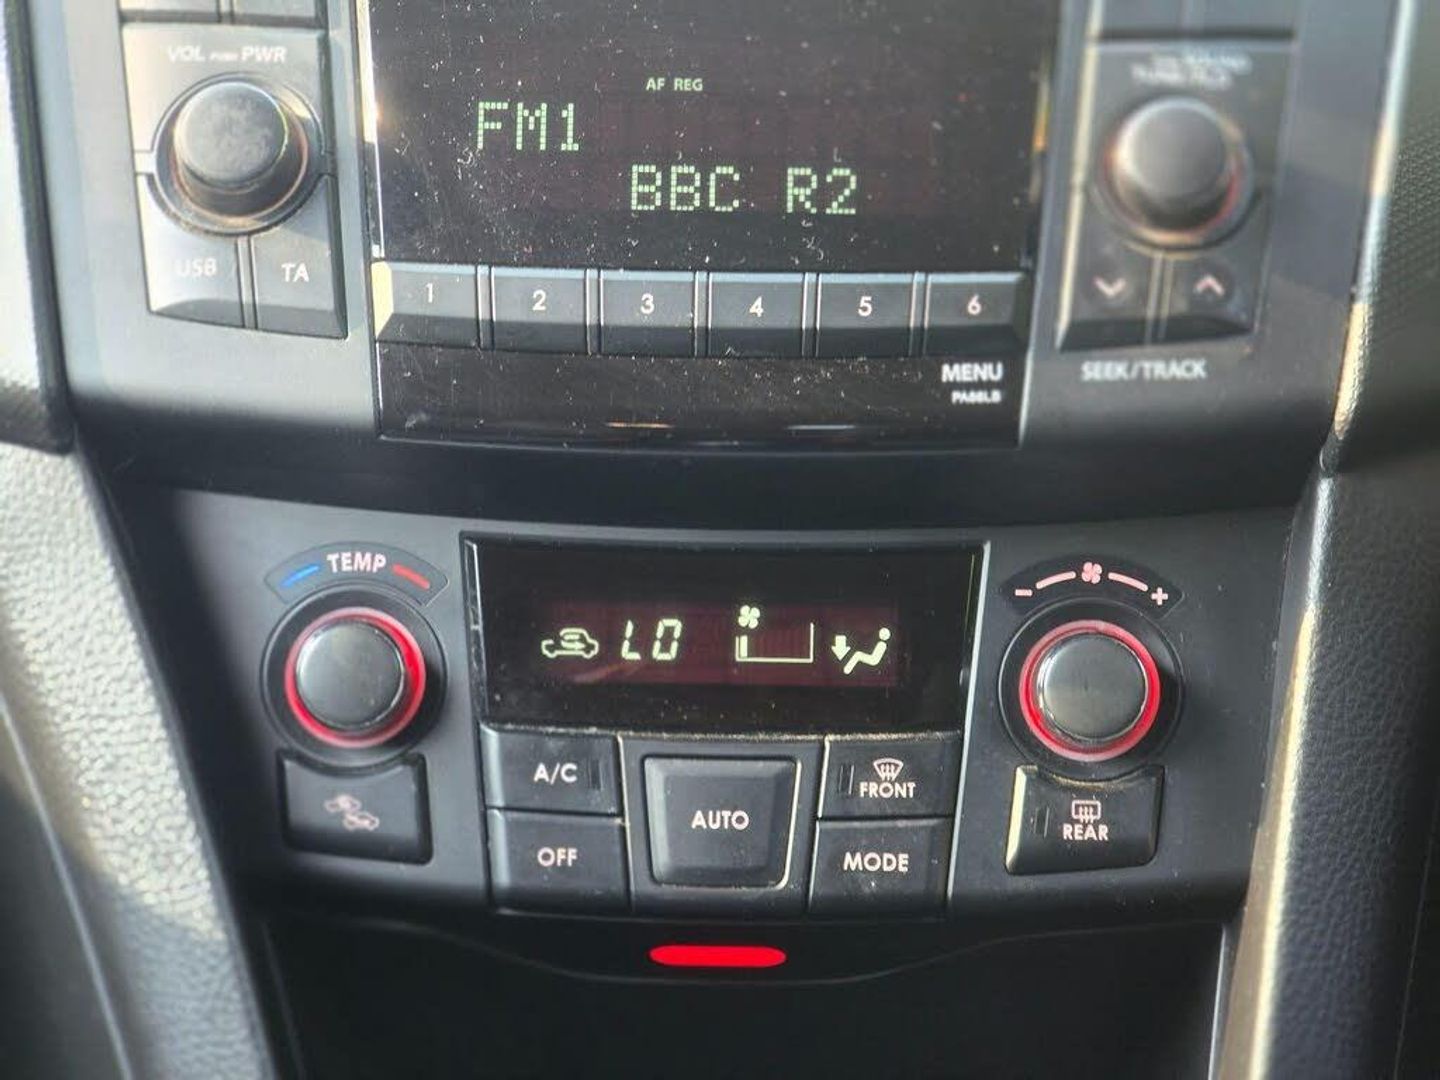 VOL PUSH PWR
AF REG
FM1
BBC R2
USB
TA
1
2
3
4
5
6
MENU
SEEK/TRACK
TEMP
LO
- +
A/C
AUTO
FRONT
OFF
MODE
REAR